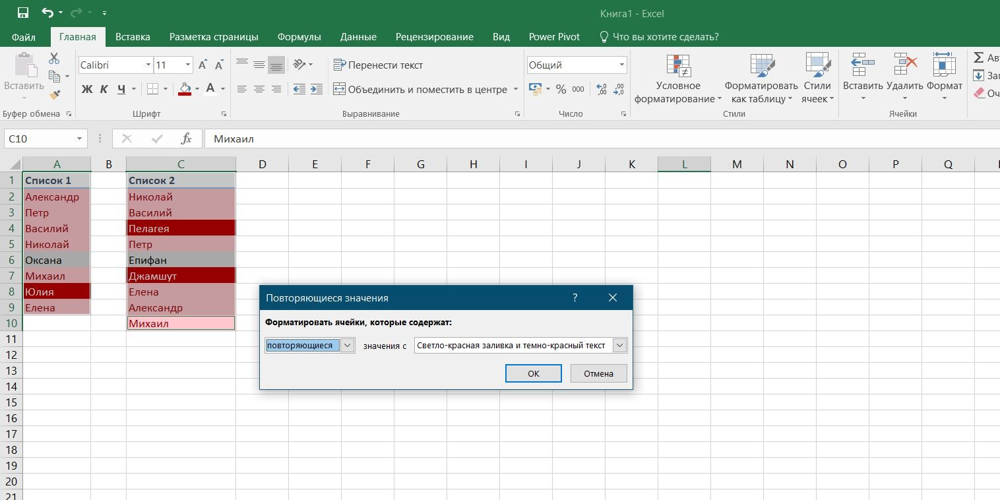 Книга1 - Excel
Файл Главная Вставка Разметка страницы Формулы Данные Рецензирование Вид Power Pivot Что вы хотите сделать?
Calibri 11 Перенести текст Общий
Вставить Ж К Ч Объединить и поместить в центре % 000 Условное форматирование Форматировать как таблицу Стили ячеек Вставить Удалить Формат
Буфер обмена Шрифт Выравнивание Число Стили Ячейки
C10 fx Михаил
A B C D E F G H I J K L M N O P Q
1 Список 1 Список 2
2 Александр Николай
3 Петр Василий
4 Василий Пелагея
5 Николай Петр
6 Оксана Епифан
7 Михаил Джамшут
8 Юлия Елена
9 Елена Александр
10 Михаил
11
12
13
14
15
16
17
18
19
20
21
Повторяющиеся значения ?
Форматировать ячейки, которые содержат:
повторяющиеся значения с Светло-красная заливка и темно-красный текст
ОК Отмена